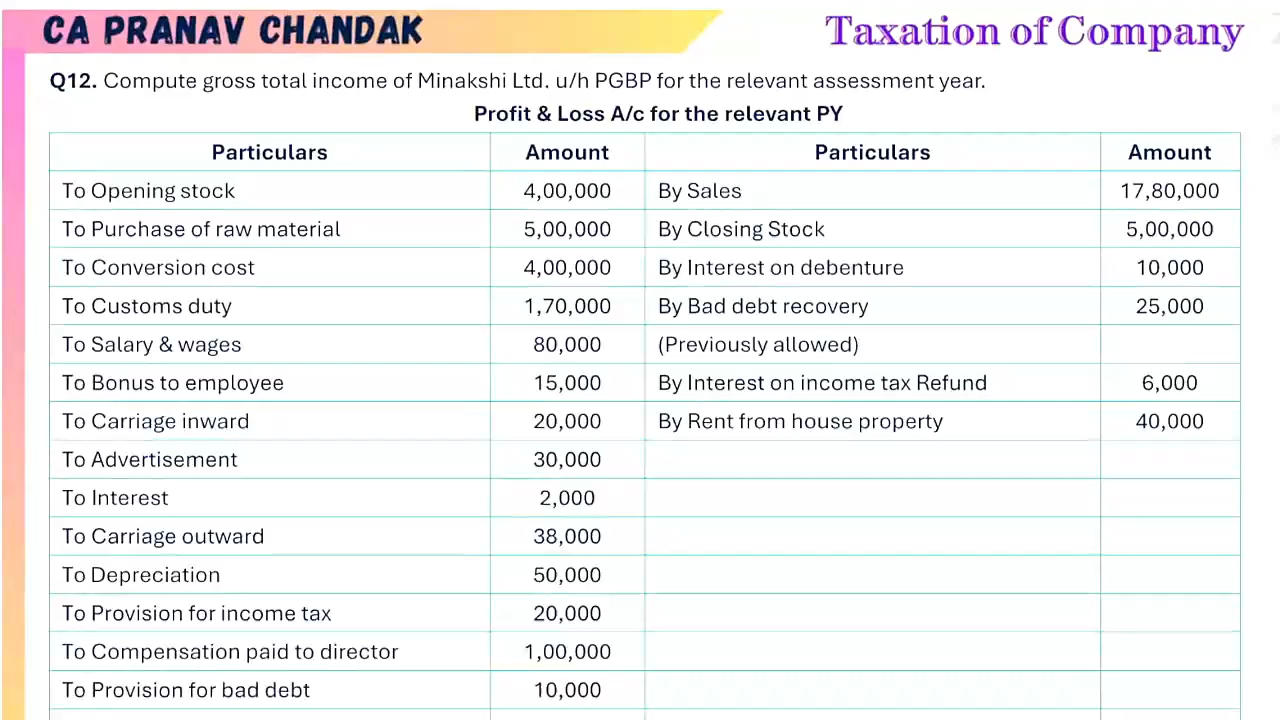 CA PRANAV CHANDAK Taxation of Company
Q12. Compute gross total income of Minakshi Ltd. u/h PGBP for the relevant assessment year.
Profit & Loss A/c for the relevant PY
Particulars Amount Particulars Amount
To Opening stock 4,00,000 By Sales 17,80,000
To Purchase of raw material 5,00,000 By Closing Stock 5,00,000
To Conversion cost 4,00,000 By Interest on debenture 10,000
To Customs duty 1,70,000 By Bad debt recovery 25,000
To Salary & wages 80,000 (Previously allowed)
To Bonus to employee 15,000 By Interest on income tax Refund 6,000
To Carriage inward 20,000 By Rent from house property 40,000
To Advertisement 30,000
To Interest 2,000
To Carriage outward 38,000
To Depreciation 50,000
To Provision for income tax 20,000
To Compensation paid to director 1,00,000
To Provision for bad debt 10,000